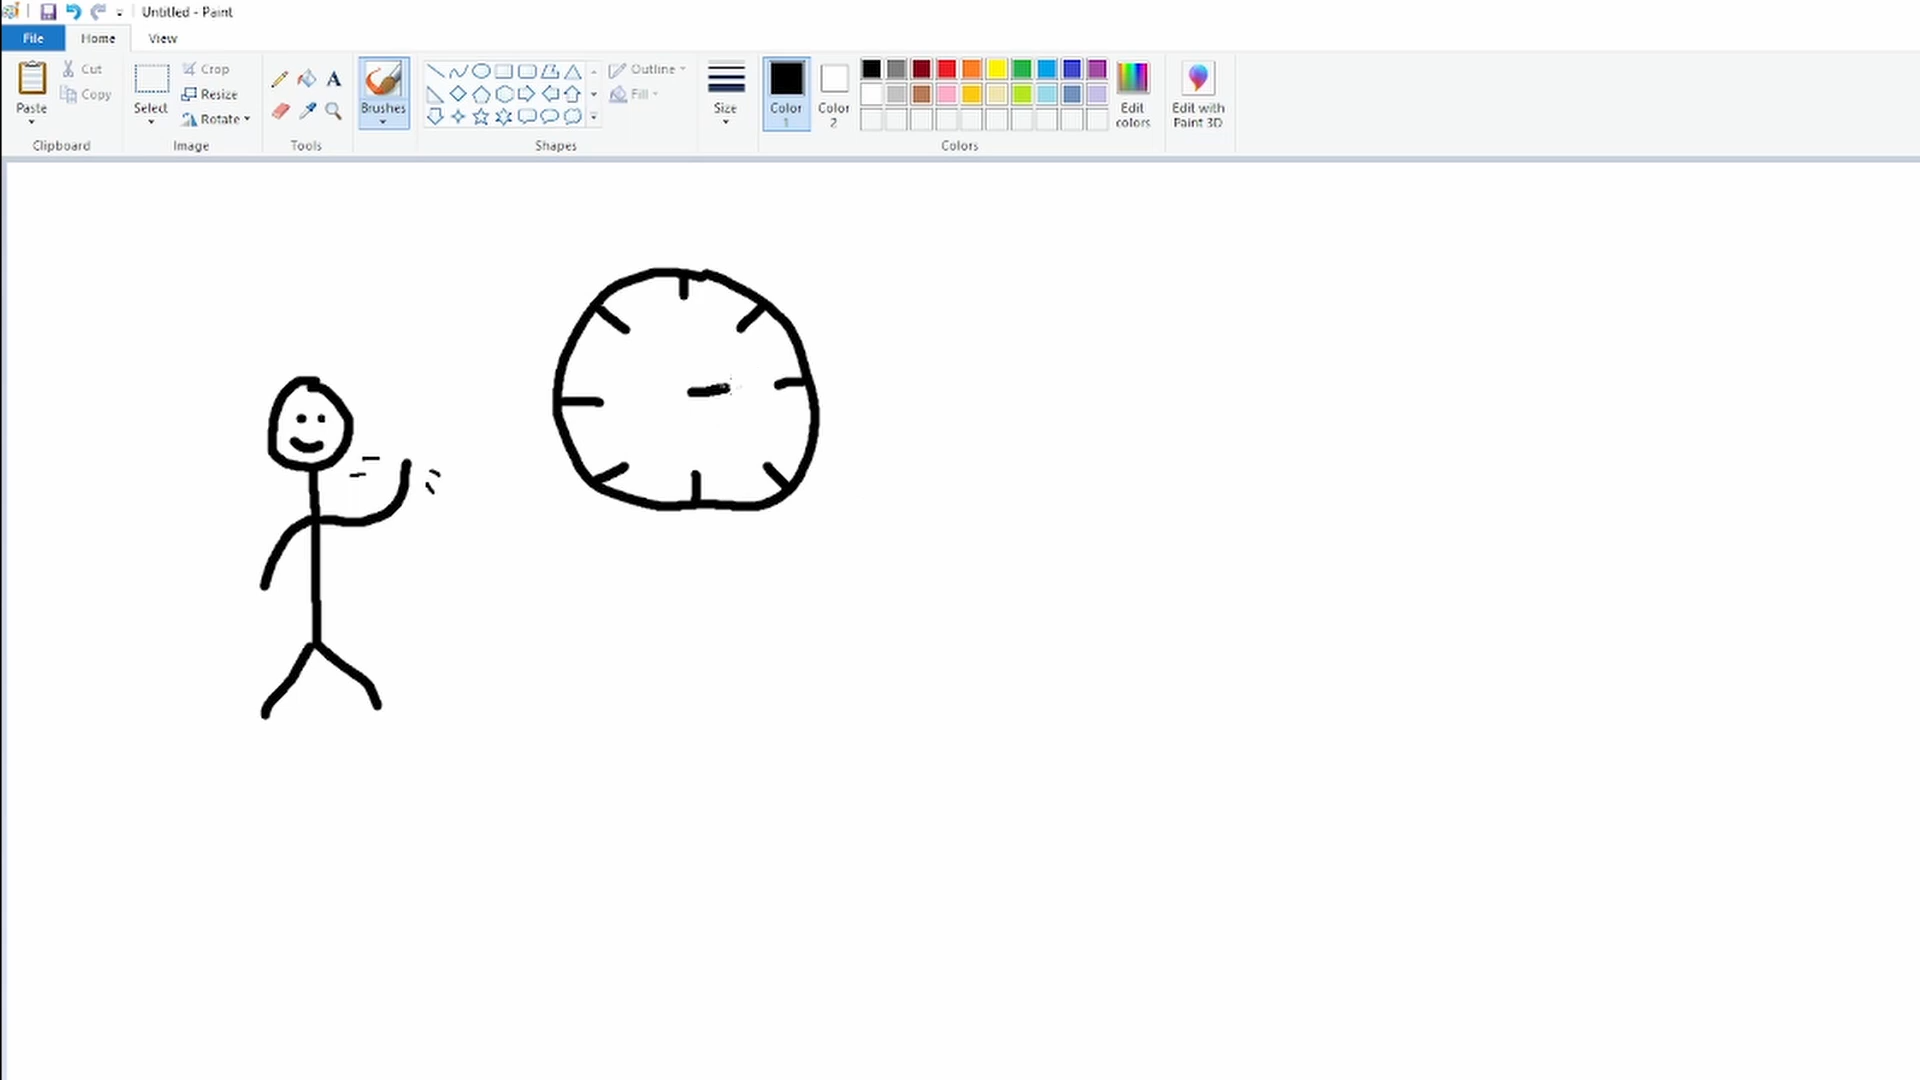 Untitled - Paint
File Home View
Paste Cut Copy Select Crop Resize Rotate A Brushes Outline Fill Size Color 1 Color 2 Edit colors Edit with Paint 3D
Clipboard Image Tools Shapes Colors